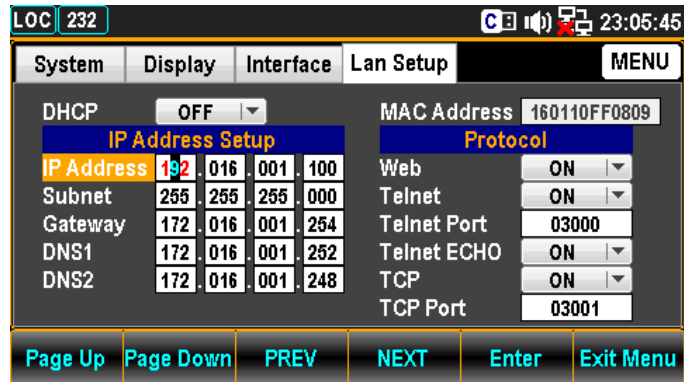 LOC 232 C 23:05:45
System Display Interface Lan Setup MENU
DHCP OFF MAC Address 160110FF0809
IP Address Setup Protocol
IP Address 192.016.001.100 Web ON
Subnet 255.255.255.000 Telnet ON
Gateway 172.016.001.254 Telnet Port 03000
DNS1 172.016.001.252 Telnet ECHO ON
DNS2 172.016.001.248 TCP ON
TCP Port 03001
Page Up Page Down PREV NEXT Enter Exit Menu